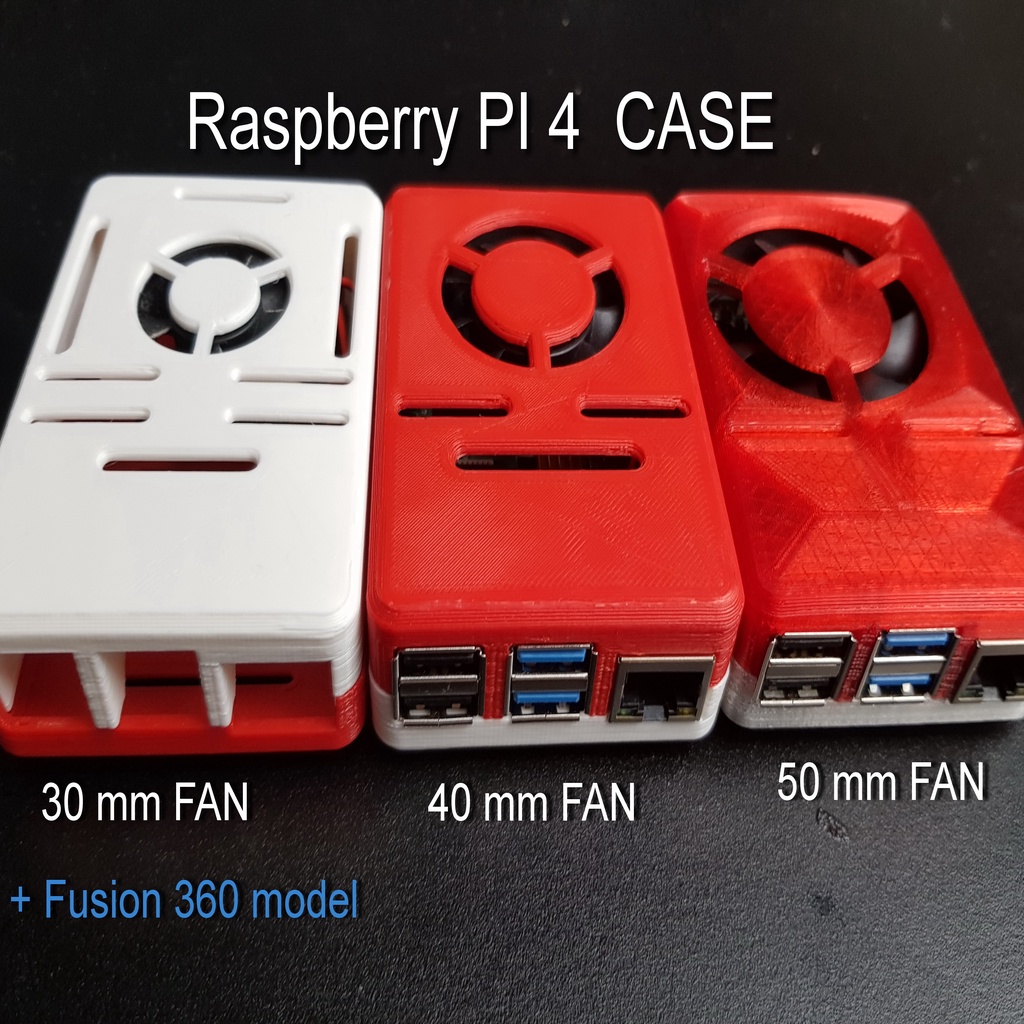 Raspberry PI 4 CASE
30 mm FAN
40 mm FAN
50 mm FAN
+ Fusion 360 model